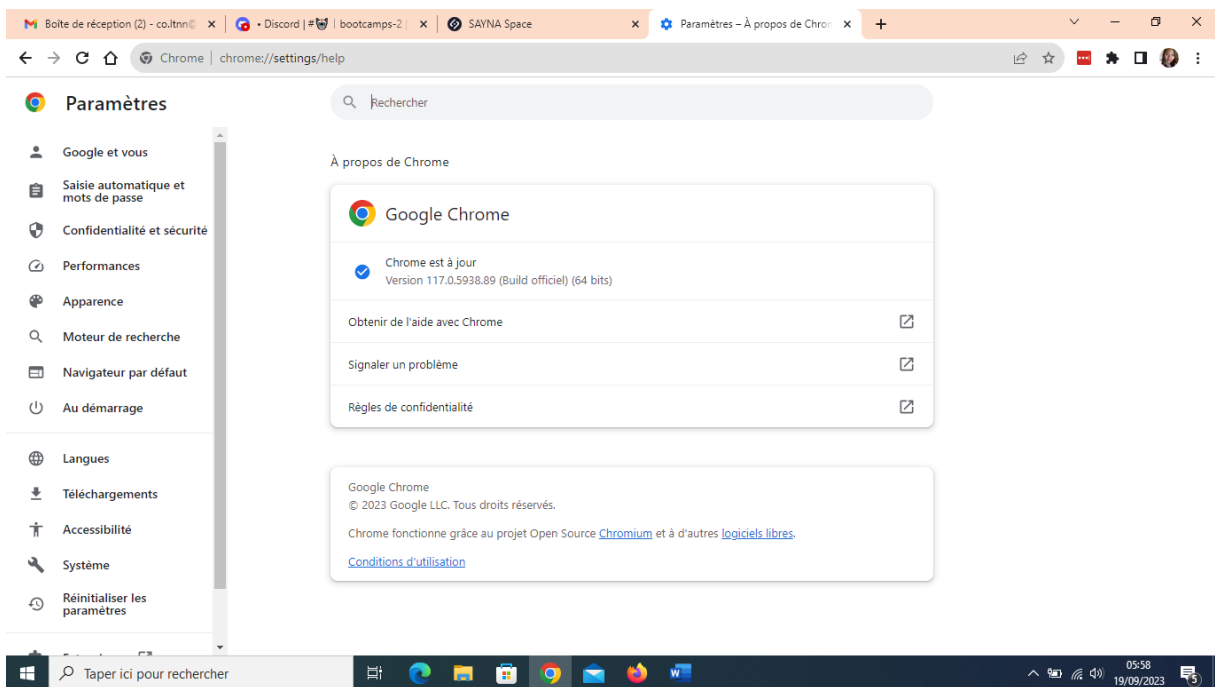 Boîte de réception (2) - co.ltnn
• Discord | # | bootcamps-2 |
SAYNA Space
Paramètres – À propos de Chron
Chrome | chrome://settings/help
Paramètres
Rechercher
Google et vous
Saisie automatique et
mots de passe
Confidentialité et sécurité
Performances
Apparence
Moteur de recherche
Navigateur par défaut
Au démarrage
Langues
Téléchargements
Accessibilité
Système
Réinitialiser les
paramètres
À propos de Chrome
Google Chrome
Chrome est à jour
Version 117.0.5938.89 (Build officiel) (64 bits)
Obtenir de l'aide avec Chrome
Signaler un problème
Règles de confidentialité
Google Chrome
© 2023 Google LLC. Tous droits réservés.
Chrome fonctionne grâce au projet Open Source Chromium et à d'autres logiciels libres.
Conditions d'utilisation
Taper ici pour rechercher
W
05:58
19/09/2023
5